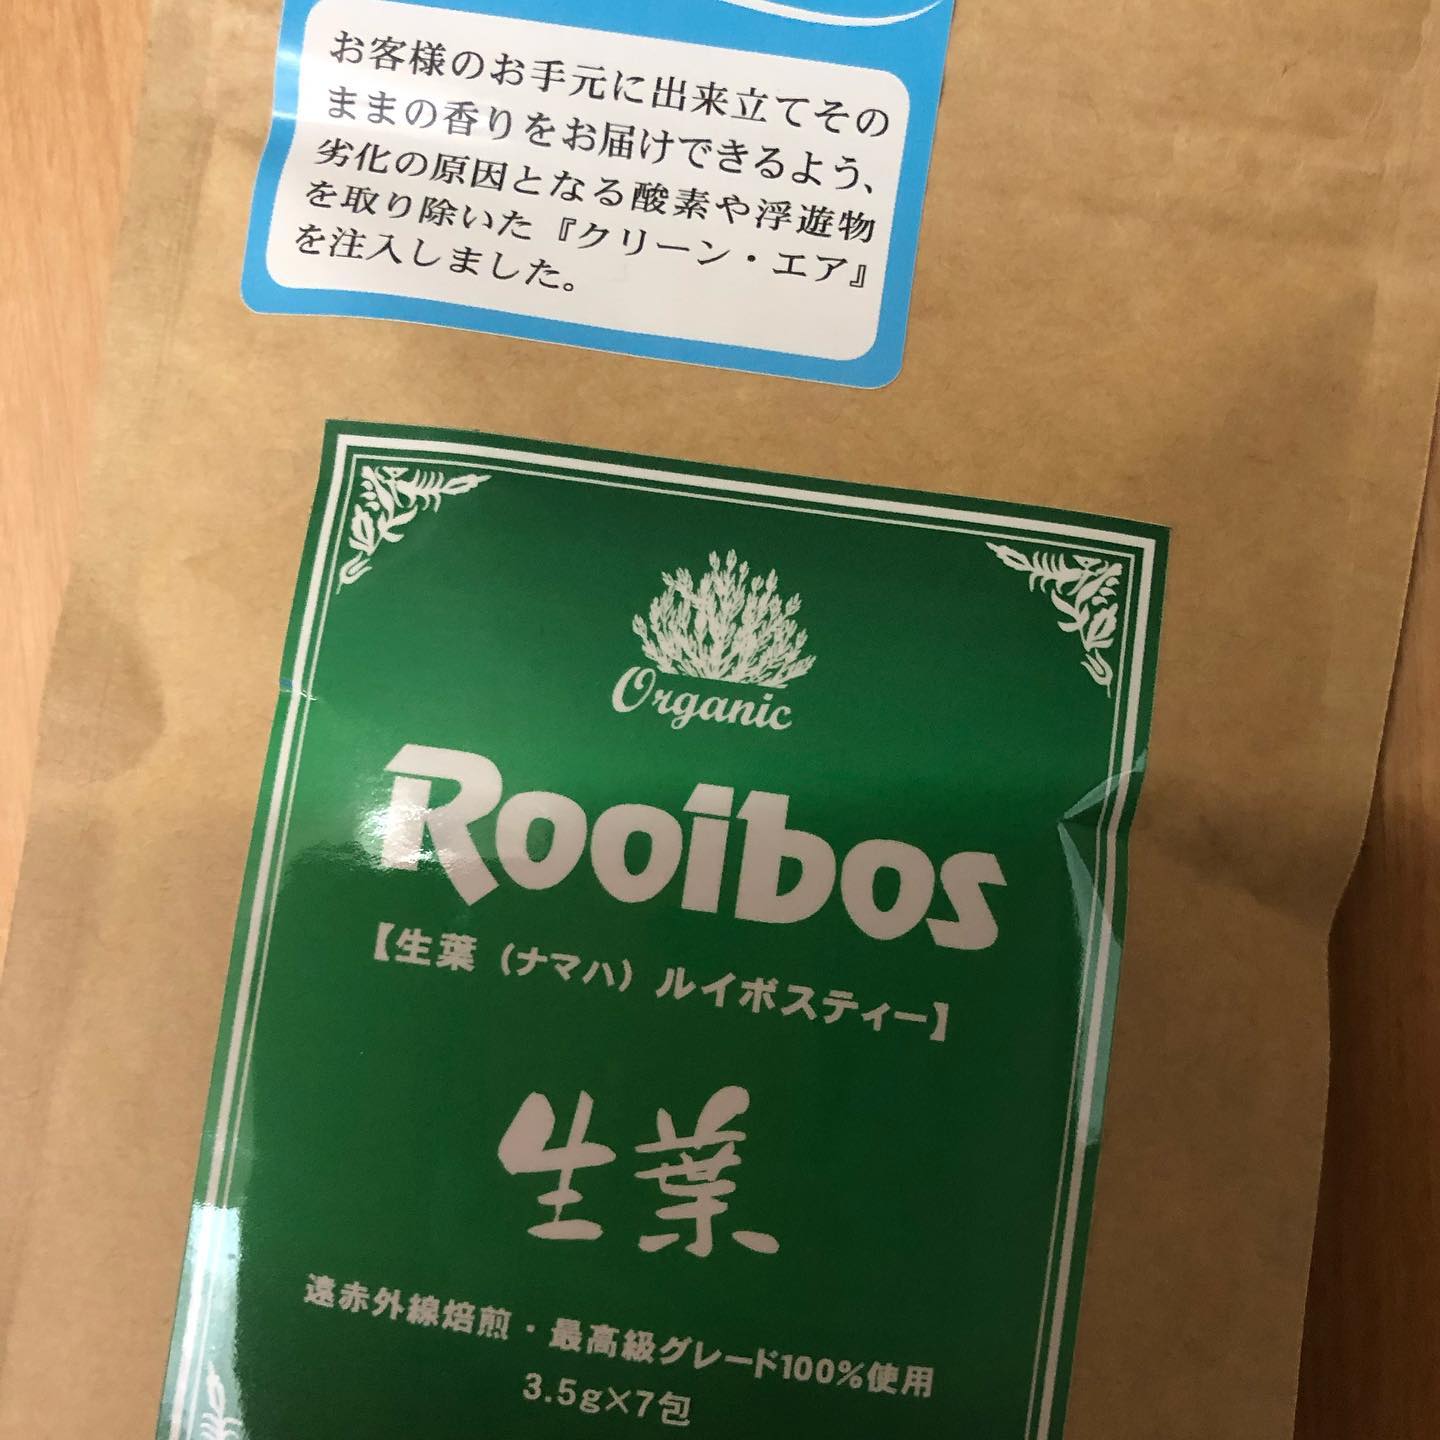 お客様のお手元に出来立てその
ままの香りをお届けできるよう、
劣化の原因となる酸素や浮遊物
を取り除いた『クリーン・エア』
を注入しました。
Organic
Rooibos
【生葉（ナマハ）ルイボスティー】
生葉
遠赤外線焙煎・最高級グレード100%使用
3.5g×7包